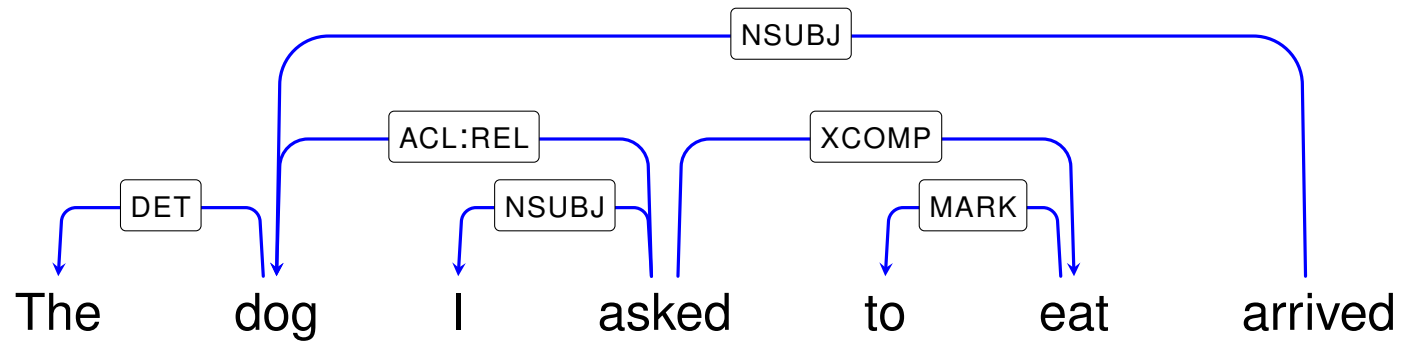 NSUBJ
ACL:REL XCOMP
DET NSUBJ MARK
The dog I asked to eat arrived